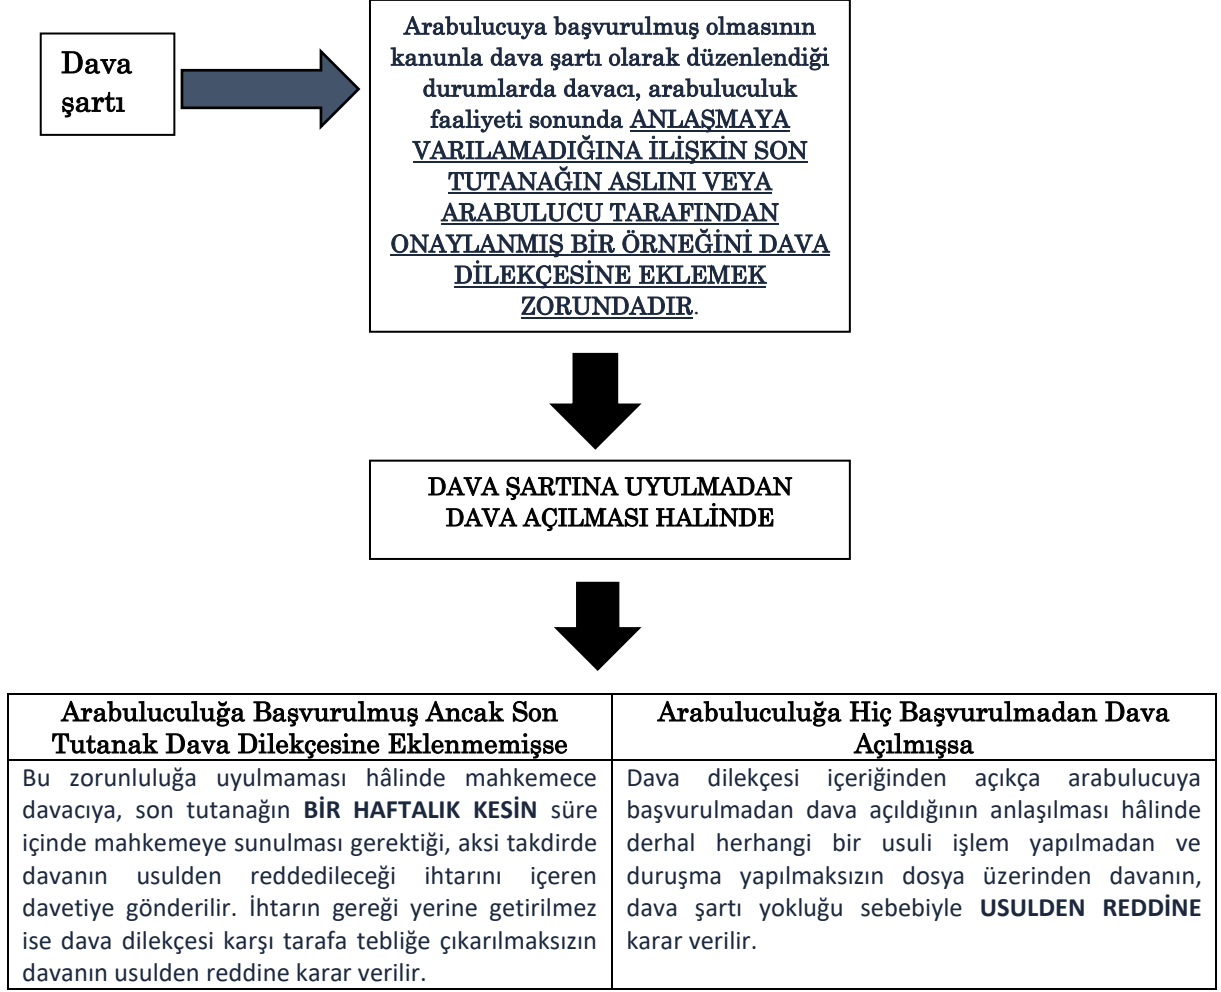 Dava
şartı
Arabulucuya başvurulmuş olmasının
kanunla dava şartı olarak düzenlendiği
durumlarda davacı, arabuluculuk
faaliyeti sonunda ANLAŞMAYA
VARILAMADIĞINA İLİŞKİN SON
TUTANAĞIN ASLINI VEYA
ARABULUCU TARAFINDAN
ONAYLANMIŞ BİR ÖRNEĞİNİ DAVA
DİLEKÇESİNE EKLEMEK
ZORUNDADIR.
DAVA ŞARTINA UYULMADAN
DAVA AÇILMASI HALİNDE
Arabuluculuğa Başvurulmuş Ancak Son
Tutanak Dava Dilekçesine Eklenmemişse
Bu zorunluluğa uyulmaması hâlinde mahkemece
davacıya, son tutanağın BİR HAFTALIK KESİN süre
içinde mahkemeye sunulması gerektiği, aksi takdirde
davanın usulden reddedileceği ihtarını içeren
davetiye gönderilir. İhtarın gereği yerine getirilmez
ise dava dilekçesi karşı tarafa tebliğe çıkarılmaksızın
davanın usulden reddine karar verilir.
Arabuluculuğa Hiç Başvurulmadan Dava
Açılmışsa
Dava dilekçesi içeriğinden açıkça arabulucuya
başvurulmadan dava açıldığının anlaşılması hâlinde
derhal herhangi bir usuli işlem yapılmadan ve
duruşma yapılmaksızın dosya üzerinden davanın,
dava şartı yokluğu sebebiyle USULDEN REDDİNE
karar verilir.